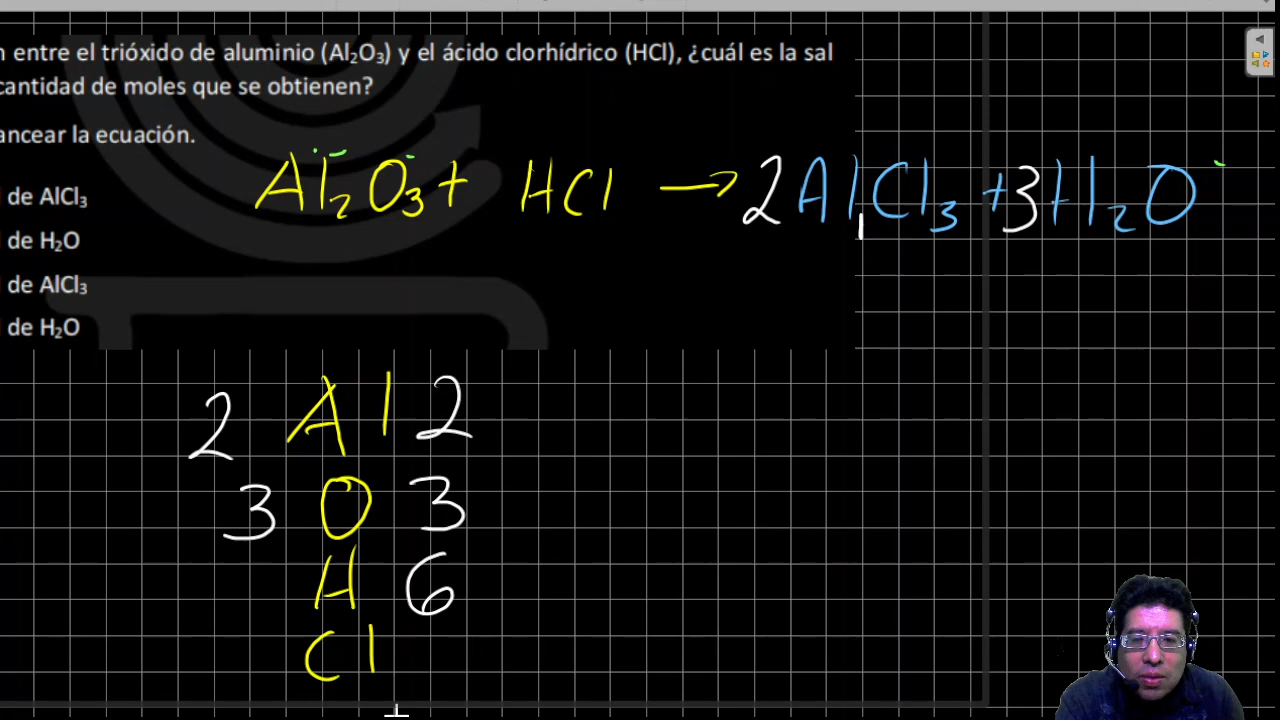 n entre el trióxido de aluminio (Al₂O₃) y el ácido clorhídrico (HCl), ¿cuál es la sal
cantidad de moles que se obtienen?
ancear la ecuación.
Al₂O₃ + HCl → 2Al₁Cl₃ + 3H₂O
de AlCl₃
de H₂O
de AlCl₃
de H₂O
2 Al 2
3 O 3
H 6
Cl